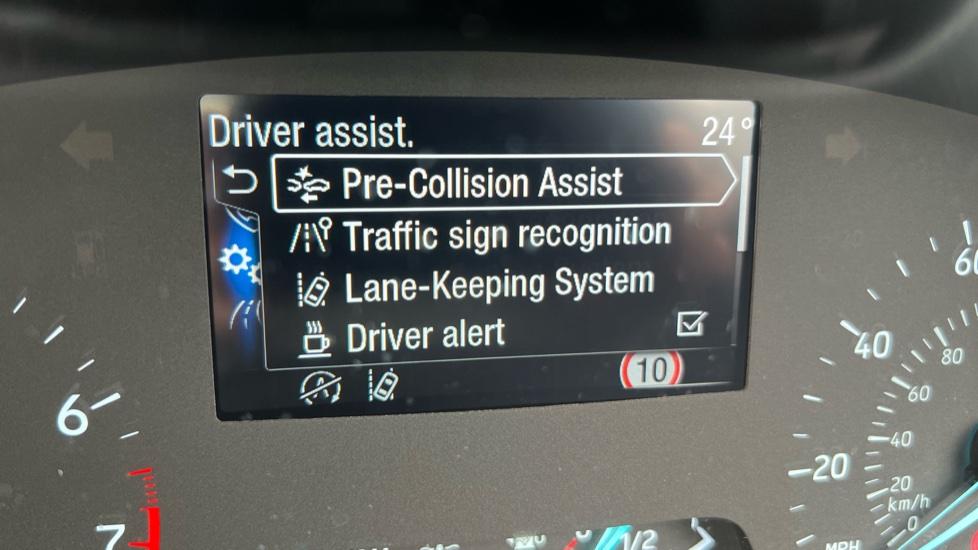 Driver assist. 24°
Pre-Collision Assist
Traffic sign recognition
Lane-Keeping System
Driver alert
A
10
6
7
20
40
60
0
20
40
60
80
km/h
MPH
1/2